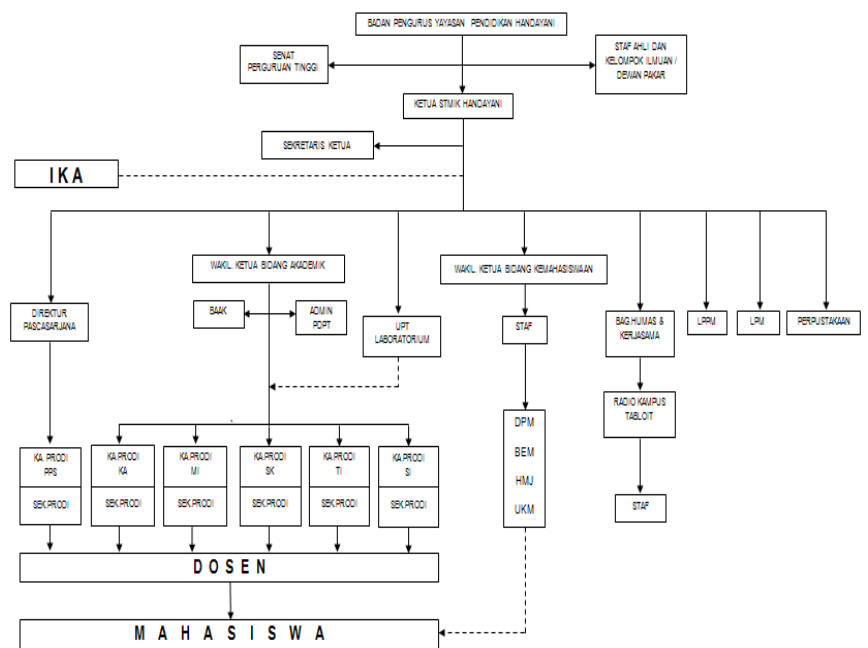 BADAN PENGURUS YAYASAN PENDIDIKAN HANDAYANI
SENAT
PERGURUAN TINGGI
STAF AHLI DAN
KELOMPOK ILMUAN /
DEWAN PAKAR
KETUA STMIK HANDAYANI
SEKRETARIS KETUA
IKA
WAKIL. KETUA BIDANG AKADEMIK
WAKIL. KETUA BIDANG KEMAHASISWAAN
DIREKTUR
PASCASARJANA
BAAK
ADMIN
PDPT
UPT
LABORATORIUM
STAF
BAG.HUMAS &
KERJASAMA
LPPM
LPM
PERPUSTAKAAN
RADIO KAMPUS
TABLOIT
STAF
KA. PRODI
PPS
SEK.PRODI
KA.PRODI
KA
SEK.PRODI
KA.PRODI
MI
SEK.PRODI
KA.PRODI
SK
SEK.PRODI
KA.PRODI
TI
SEK.PRODI
KA.PRODI
SI
SEK.PRODI
DPM
BEM
HMJ
UKM
DOSEN
MAHASISWA